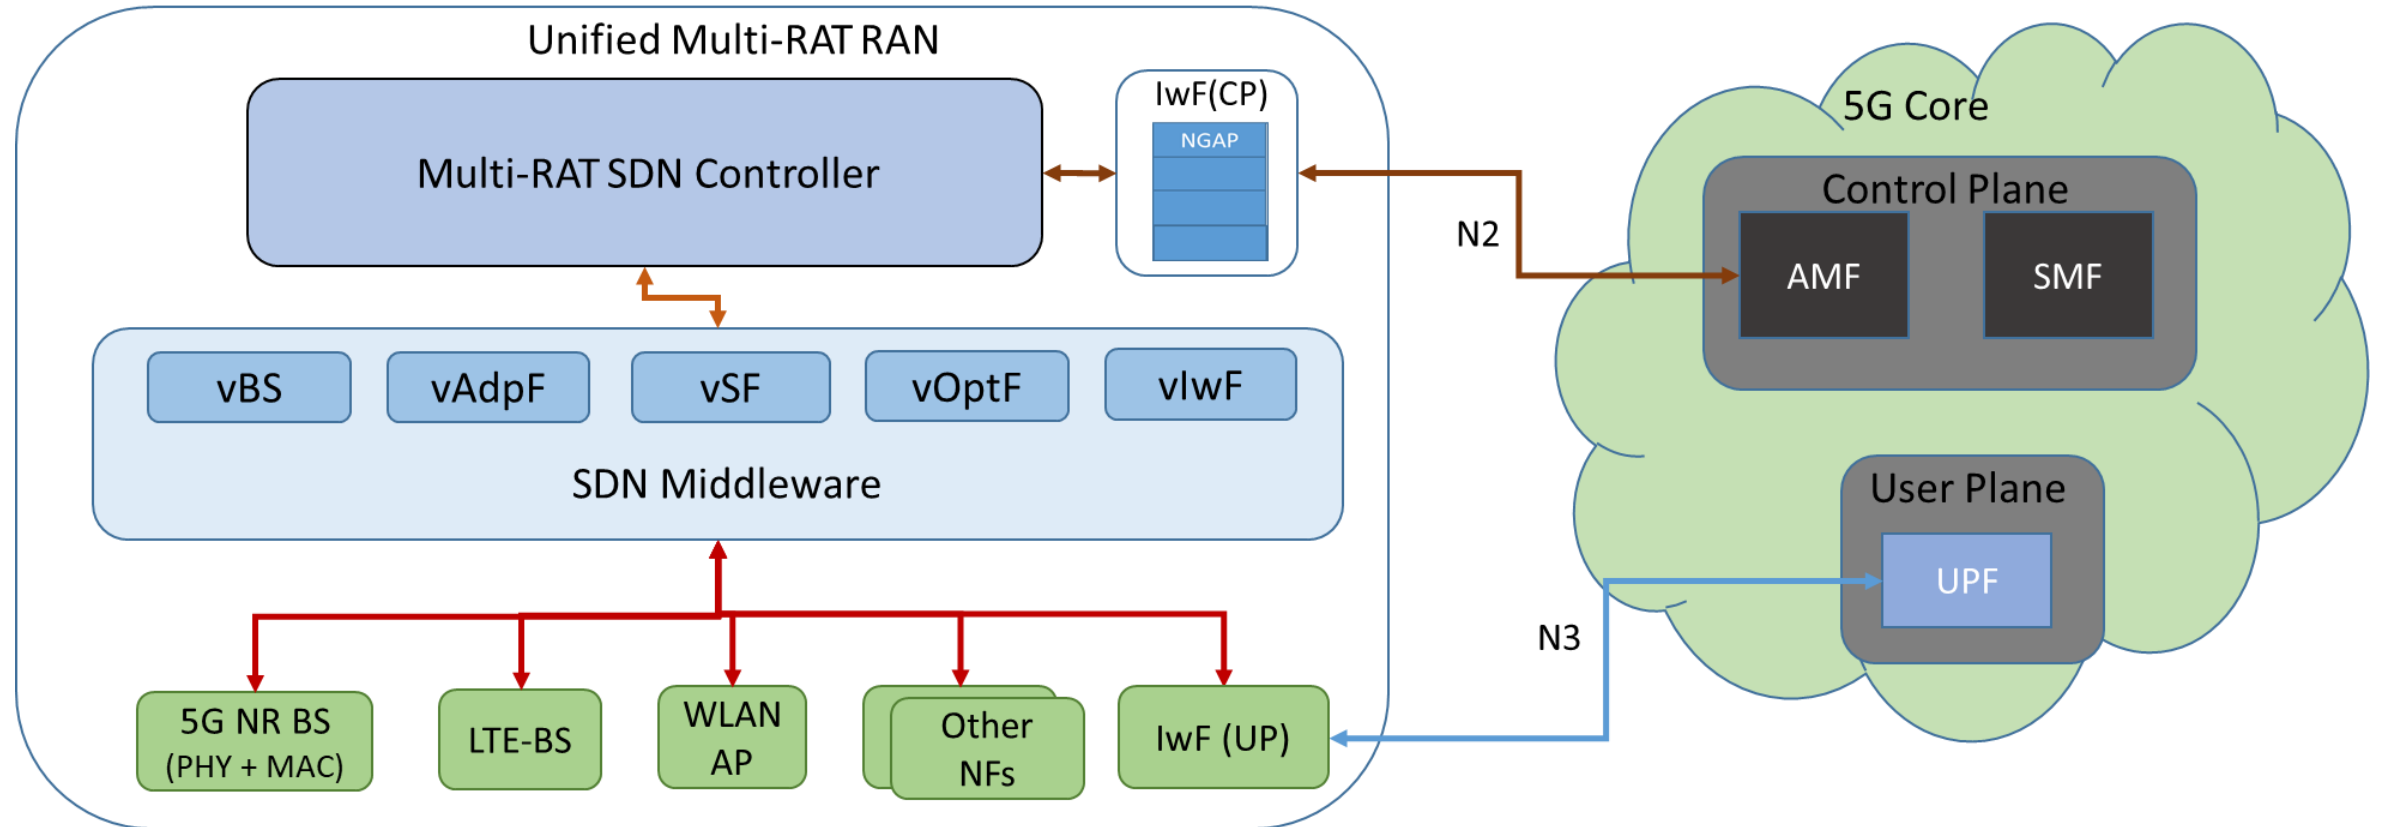 Unified Multi-RAT RAN
Multi-RAT SDN Controller
IwF(CP)
NGAP
N2
5G Core
Control Plane
AMF
SMF
vBS
vAdpF
vSF
vOptF
vIwF
SDN Middleware
User Plane
UPF
N3
5G NR BS
(PHY + MAC)
LTE-BS
WLAN
AP
Other
NFs
IwF (UP)